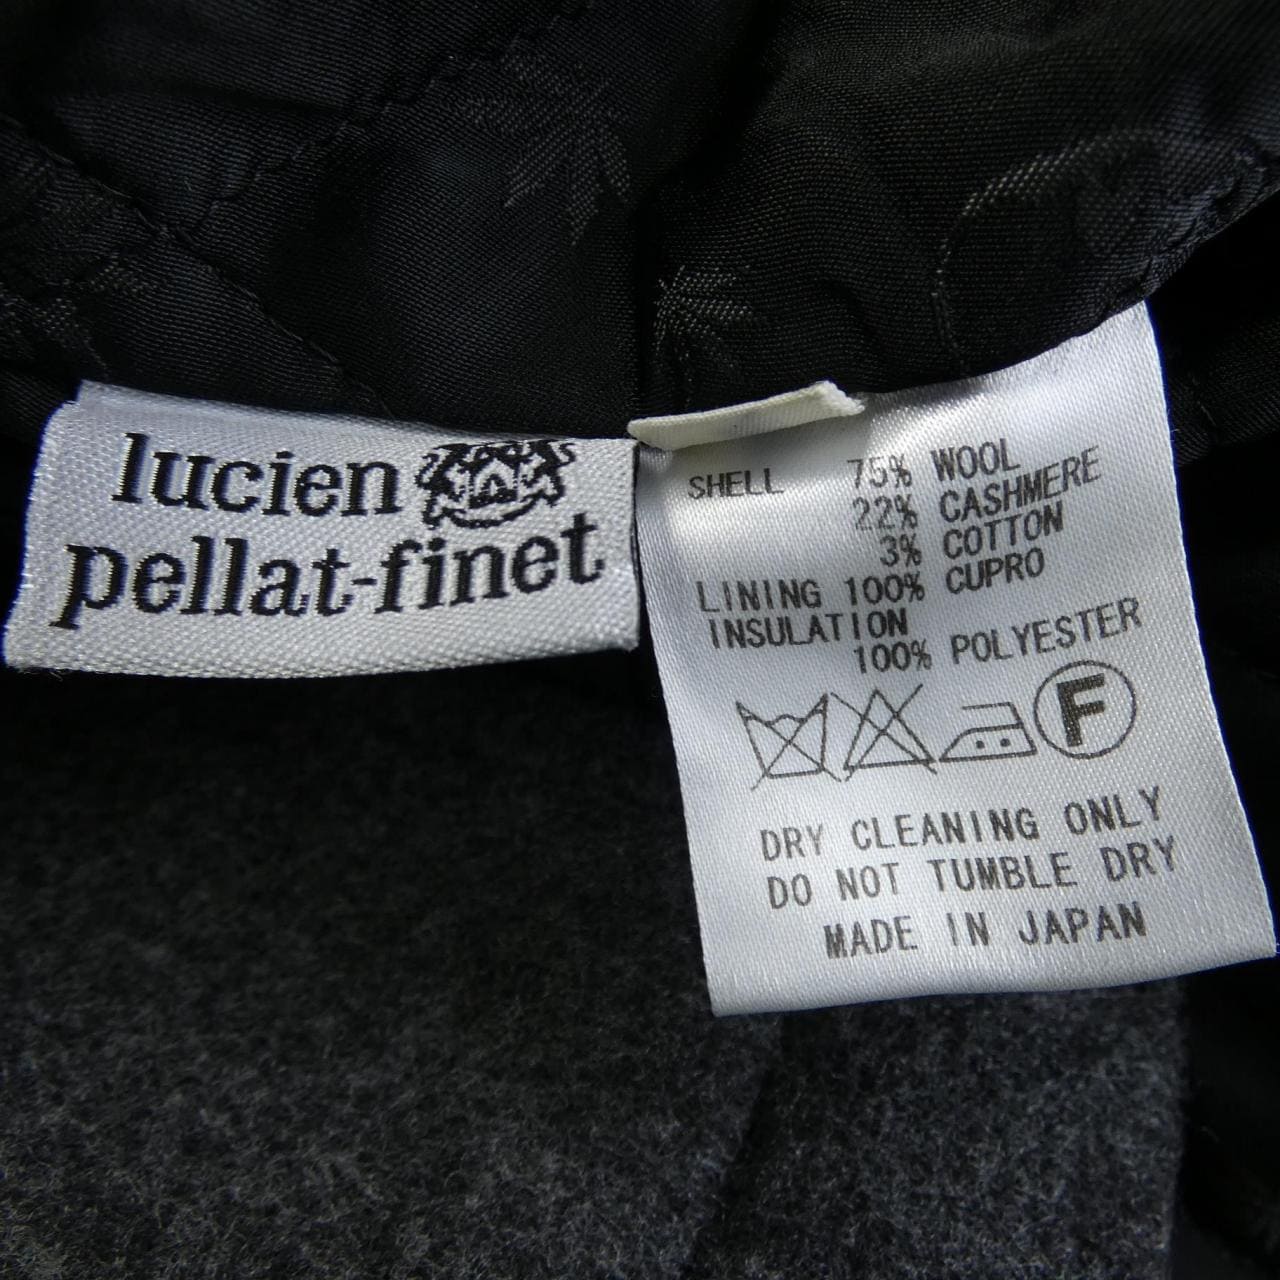 lucien
pellat-finet
SHELL 75% WOOL
22% CASHMERE
3% COTTON
LINING 100% CUPRO
INSULATION
100% POLYESTER
F
DRY CLEANING ONLY
DO NOT TUMBLE DRY
MADE IN JAPAN